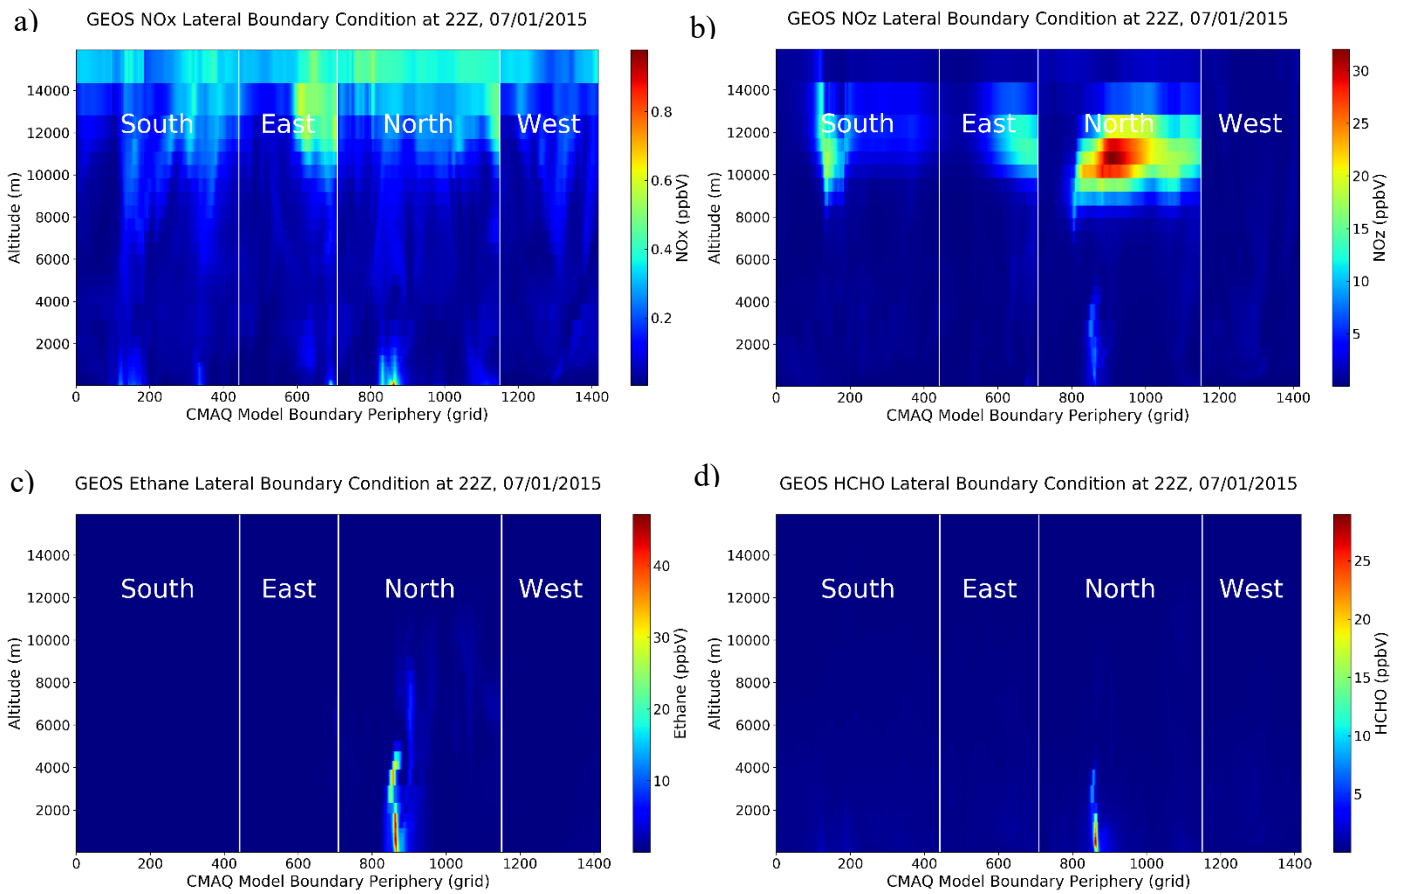 a)
GEOS NOx Lateral Boundary Condition at 22Z, 07/01/2015
Altitude (m)
14000
12000
10000
8000
6000
4000
2000
South
East
North
West
0
200
400
600
800
1000
1200
1400
CMAQ Model Boundary Periphery (grid)
0.8
0.6
0.4
0.2
NOx (ppbV)
b)
GEOS NOz Lateral Boundary Condition at 22Z, 07/01/2015
Altitude (m)
14000
12000
10000
8000
6000
4000
2000
South
East
North
West
0
200
400
600
800
1000
1200
1400
CMAQ Model Boundary Periphery (grid)
30
25
20
15
10
5
NOz (ppbV)
c)
GEOS Ethane Lateral Boundary Condition at 22Z, 07/01/2015
Altitude (m)
14000
12000
10000
8000
6000
4000
2000
South
East
North
West
0
200
400
600
800
1000
1200
1400
CMAQ Model Boundary Periphery (grid)
40
30
20
10
Ethane (ppbV)
d)
GEOS HCHO Lateral Boundary Condition at 22Z, 07/01/2015
Altitude (m)
14000
12000
10000
8000
6000
4000
2000
South
East
North
West
0
200
400
600
800
1000
1200
1400
CMAQ Model Boundary Periphery (grid)
25
20
15
10
5
HCHO (ppbV)